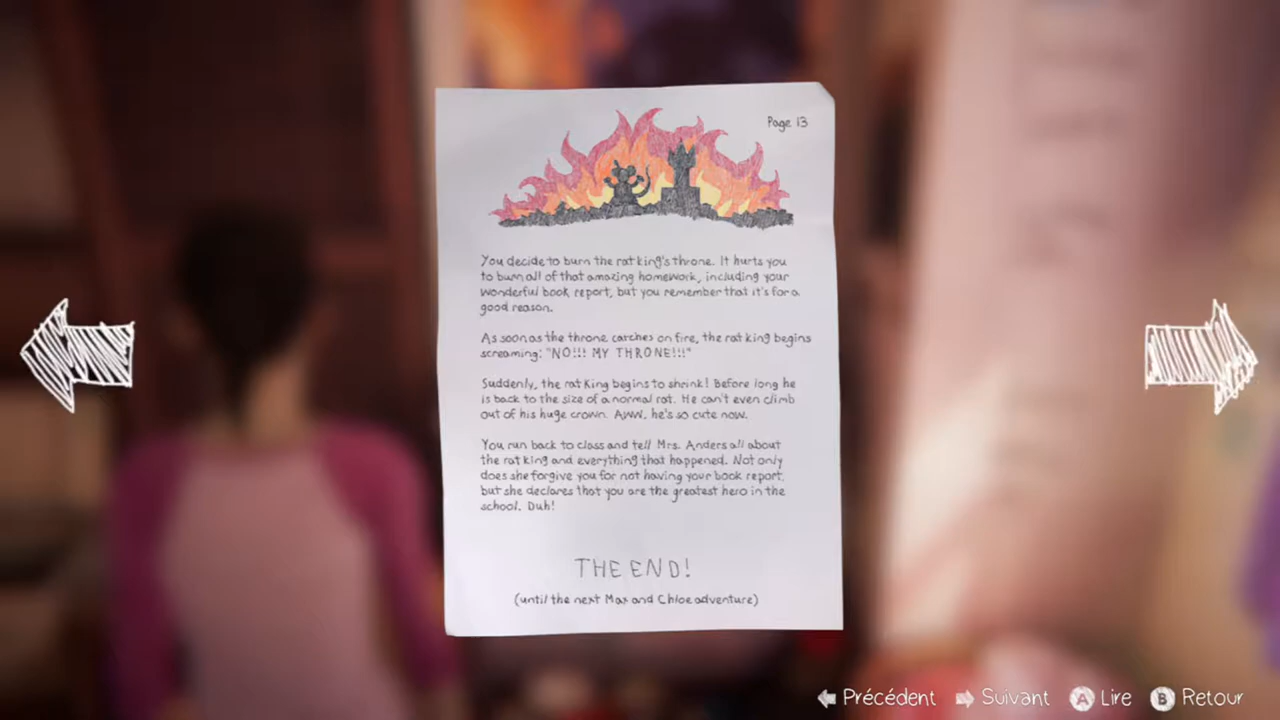 Page 13
You decide to burn the rat king's throne. It hurts you
to burn all of that amazing homework, including your
wonderful book report, but you remember that it's for a
good reason.
As soon as the throne catches on fire, the rat king begins
screaming: "NO!!! MY THRONE!!!"
Suddenly, the rat king begins to shrink! Before long he
is back to the size of a normal rat. He can't even climb
out of his huge crown. Aww, he's so cute now.
You run back to class and tell Mrs. Anders all about
the rat king and everything that happened. Not only
does she forgive you for not having your book report,
but she declares that you are the greatest hero in the
school. Duh!
THE END!
(until the next Max and Chloe adventure)
Précédent Suivant A Lire B Retour